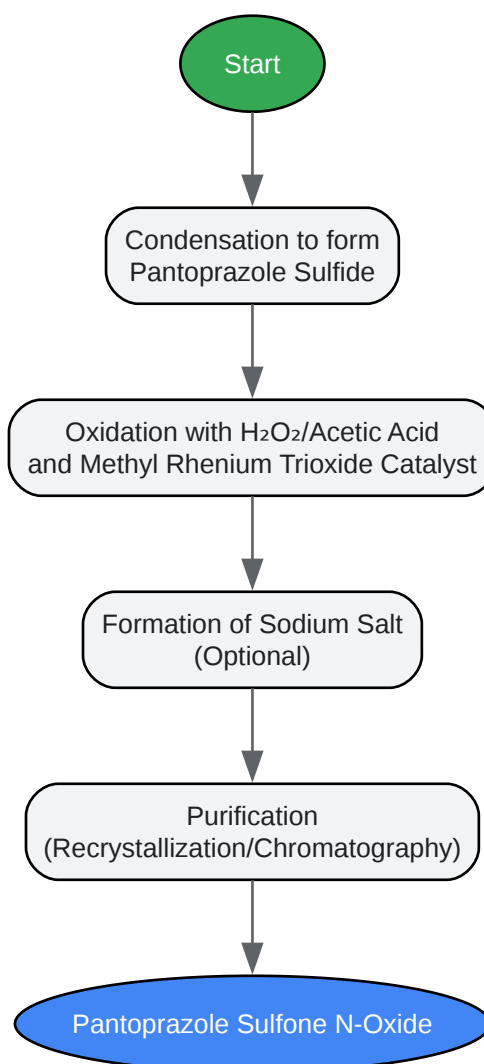 Start
Condensation to form
Pantoprazole Sulfide
Oxidation with H₂O₂/Acetic Acid
and Methyl Rhenium Trioxide Catalyst
Formation of Sodium Salt
(Optional)
Purification
(Recrystallization/Chromatography)
Pantoprazole Sulfone N-Oxide